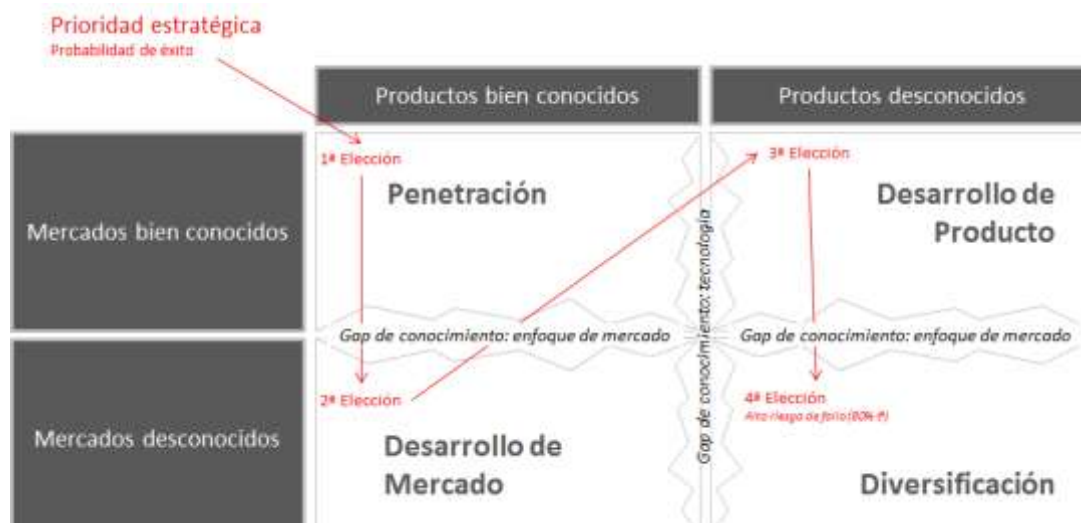 Prioridad estratégica
Probabilidad de éxito
Productos bien conocidos
Productos desconocidos
Mercados bien conocidos
1ª Elección
Penetración
3ª Elección
Desarrollo de
Producto
Gap de conocimiento: tecnología
Gap de conocimiento: enfoque de mercado
Gap de conocimiento: enfoque de mercado
Mercados desconocidos
2ª Elección
Desarrollo de
Mercado
4ª Elección
Alto riesgo de fallo (80%
Diversificación